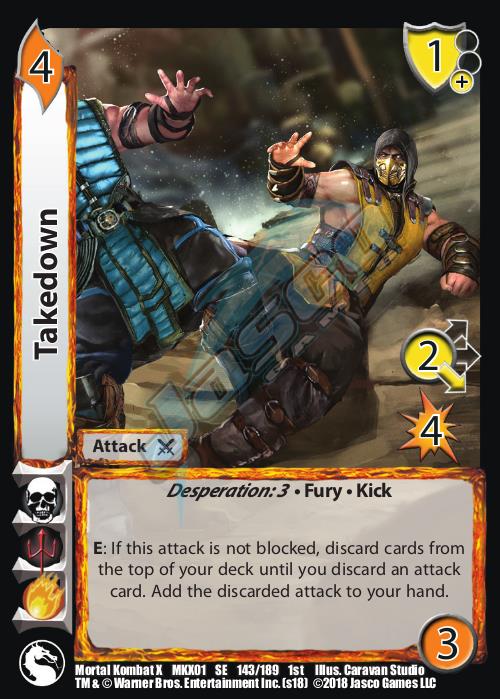 4
1
+
Takedown
2
4
Attack
Desperation: 3 • Fury • Kick
E: If this attack is not blocked, discard cards from
the top of your deck until you discard an attack
card. Add the discarded attack to your hand.
3
Mortal Kombat X MKX01 SE 143/189 1st Illus. Caravan Studio
TM & © Warner Bros. Entertainment Inc. (s18) ©2018 Jasco Games LLC